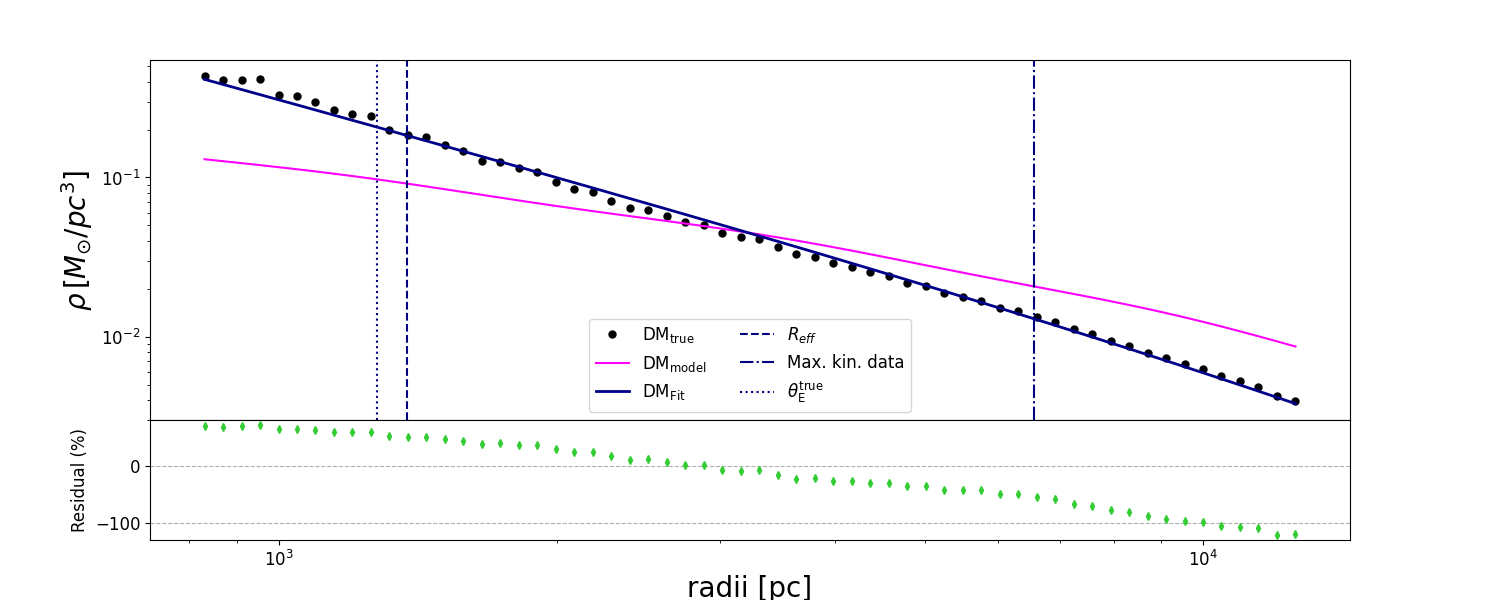 ρ [M⊙/pc³]
10⁻¹
10⁻²
DM_true
DM_model
DM_Fit
R_eff
Max. kin. data
θ_E^true
Residual (%)
0
−100
10³
10⁴
radii [pc]